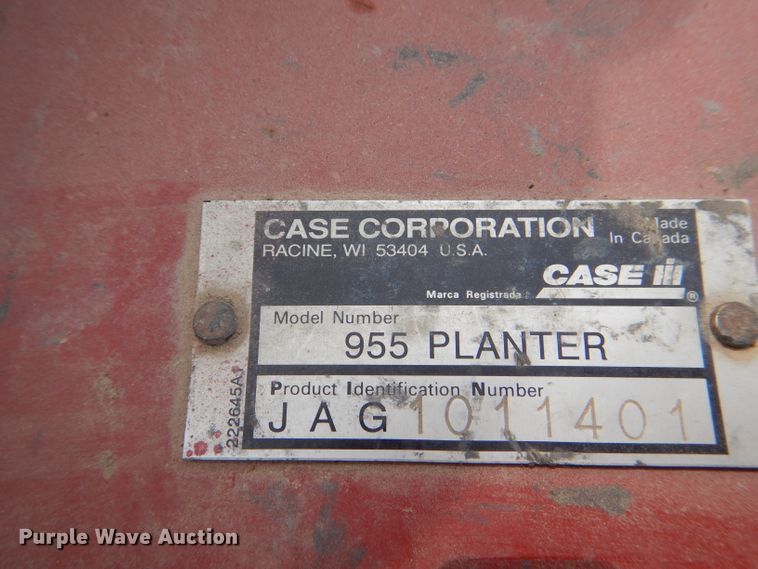 CASE CORPORATION
RACINE, WI 53404 U.S.A.
Made
In Canada
CASE IH
Marca Registrada
®
Model Number
955 PLANTER
Product Identification Number
JAG1011401
222645A1
Purple Wave Auction